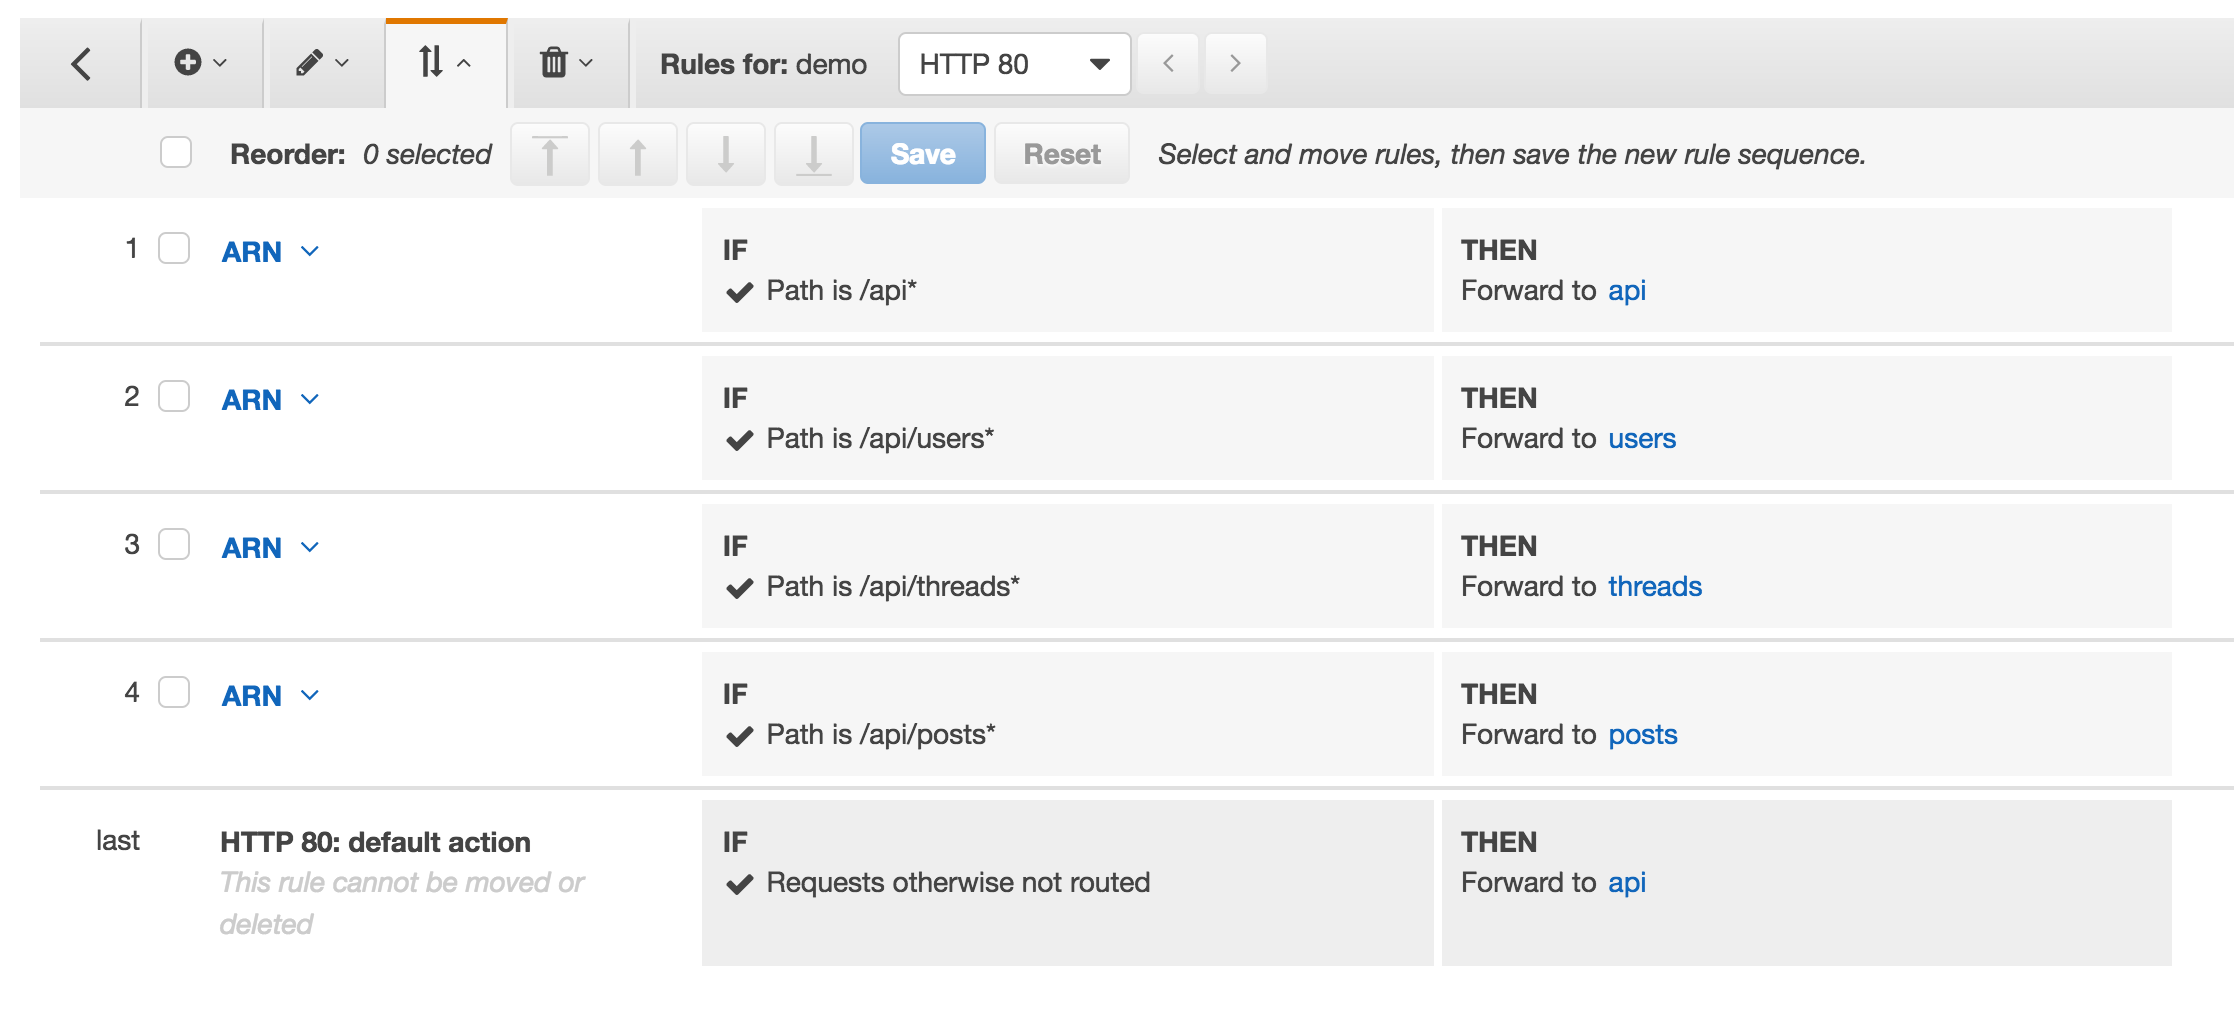 Rules for: demo HTTP 80
Reorder: 0 selected Save Reset Select and move rules, then save the new rule sequence.
1 ARN IF THEN
Path is /api* Forward to api
2 ARN IF THEN
Path is /api/users* Forward to users
3 ARN IF THEN
Path is /api/threads* Forward to threads
4 ARN IF THEN
Path is /api/posts* Forward to posts
last HTTP 80: default action IF THEN
This rule cannot be moved or Requests otherwise not routed Forward to api
deleted